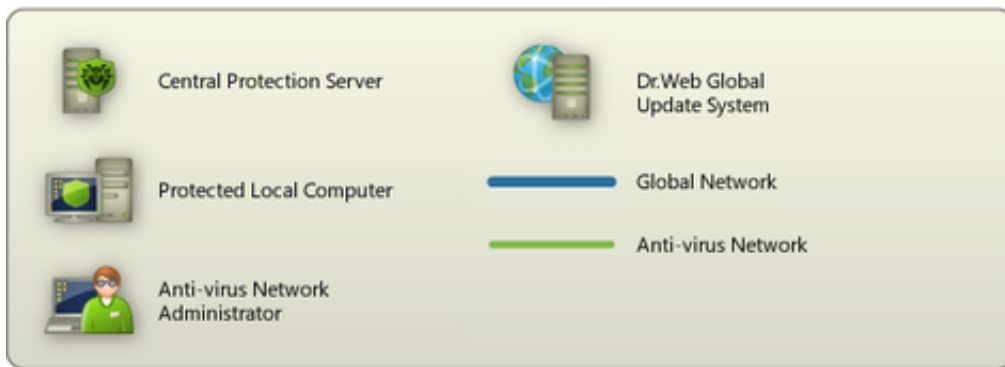 Central Protection Server
Protected Local Computer
Anti-virus Network
Administrator
Dr.Web Global
Update System
Global Network
Anti-virus Network